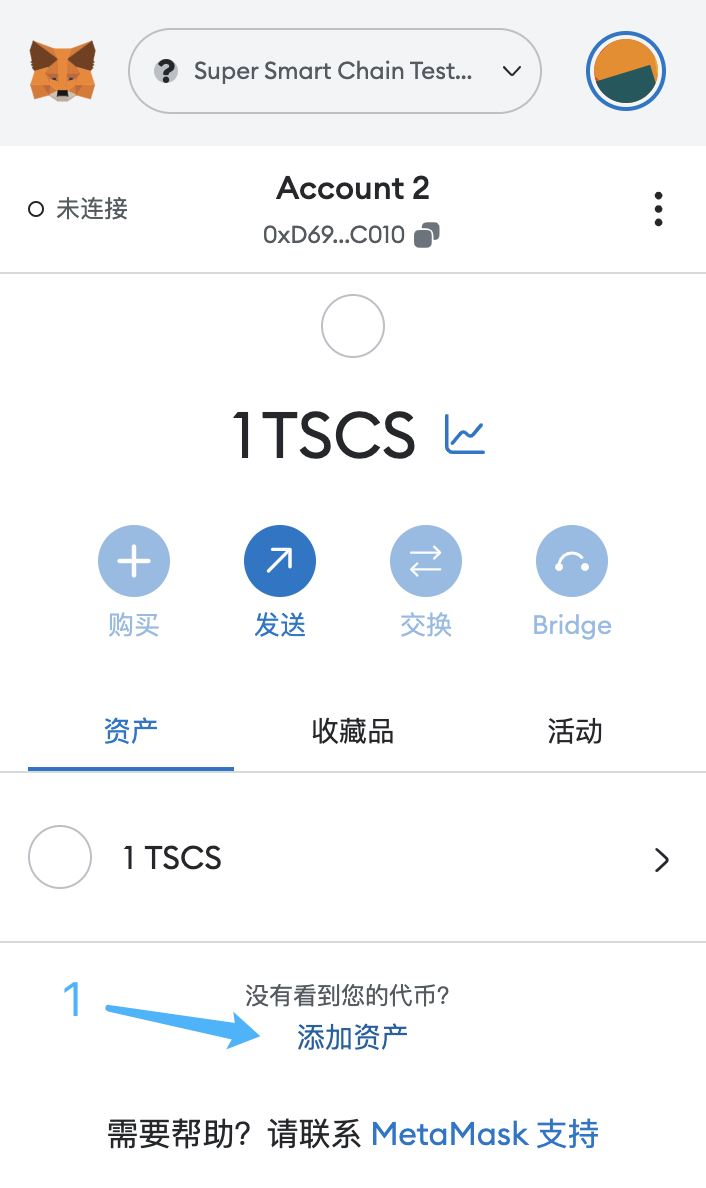 Super Smart Chain Test...
未连接
Account 2
0xD69...C010
1 TSCS
购买
发送
交换
Bridge
资产
收藏品
活动
1 TSCS
没有看到您的代币?
1
添加资产
需要帮助? 请联系 MetaMask 支持